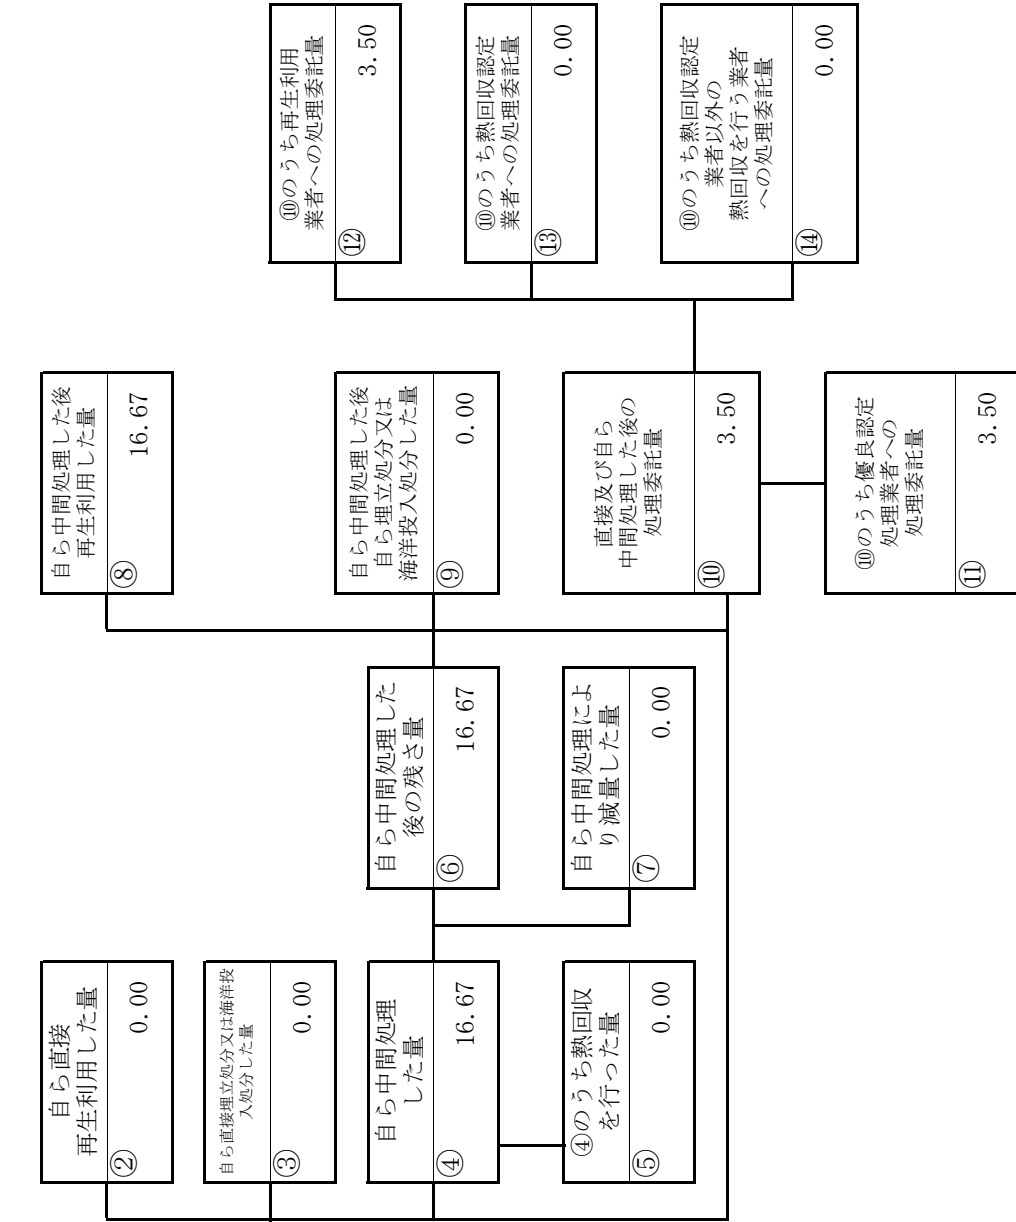 自ら直接
再生利用した量
②
0.00
自ら直接埋立処分又は海洋投
入処分した量
③
0.00
自ら中間処理
した量
④
16.67
④のうち熱回収
を行った量
⑤
0.00
自ら中間処理した
後の残さ量
⑥
16.67
自ら中間処理によ
り減量した量
⑦
0.00
自ら中間処理した後
再生利用した量
⑧
16.67
自ら中間処理した後
自ら埋立処分又は
海洋投入処分した量
⑨
0.00
直接及び自ら
中間処理した後の
処理委託量
⑩
3.50
⑩のうち優良認定
処理業者への
処理委託量
⑪
3.50
⑩のうち再生利用
業者への処理委託量
⑫
3.50
⑩のうち熱回収認定
業者への処理委託量
⑬
0.00
⑩のうち熱回収認定
業者以外の
熱回収を行う業者
への処理委託量
⑭
0.00